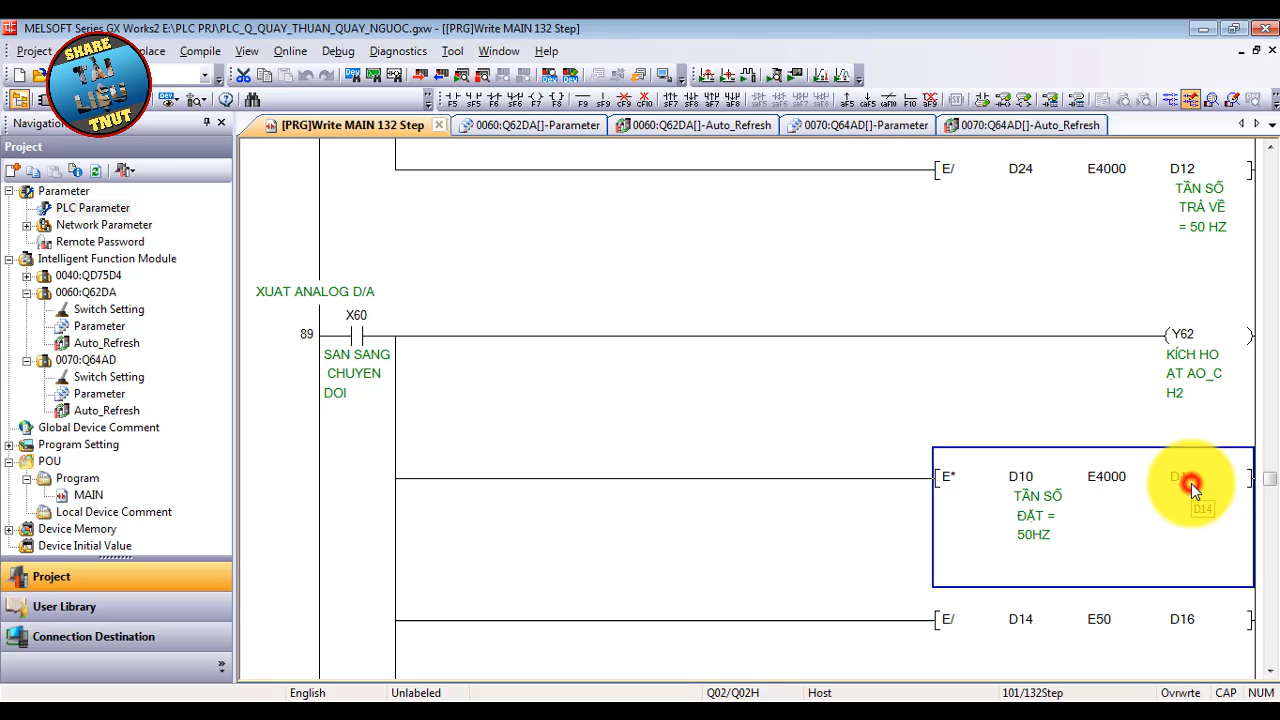 MELSOFT Series GX Works2 E:\PLC PRJ\PLC_Q_QUAY_THUAN_QUAY_NGUOC.gxw - [[PRG]Write MAIN 132 Step]
Project
place
Compile
View
Online
Debug
Diagnostics
Tool
Window
Help
SHARE
TAI
LIEU
TNUT
[PRG]Write MAIN 132 Step
0060:Q62DA[]-Parameter
0060:Q62DA[]-Auto_Refresh
0070:Q64AD[]-Parameter
0070:Q64AD[]-Auto_Refresh
Project
Parameter
PLC Parameter
Network Parameter
Remote Password
Intelligent Function Module
0040:QD75D4
0060:Q62DA
Switch Setting
Parameter
Auto_Refresh
0070:Q64AD
Switch Setting
Parameter
Auto_Refresh
Global Device Comment
Program Setting
POU
Program
MAIN
Local Device Comment
Device Memory
Device Initial Value
Project
User Library
Connection Destination
E/ D24 E4000 D12
TẦN SỐ
TRẢ VỀ
= 50 HZ
XUAT ANALOG D/A
X60
89
Y62
SAN SANG
CHUYEN
DOI
KÍCH HO
ẠT AO_C
H2
E* D10 E4000
D14
TẦN SỐ
ĐẶT =
50HZ
E/ D14 E50 D16
English
Unlabeled
Q02/Q02H
Host
101/132Step
Ovrwrte
CAP
NUM